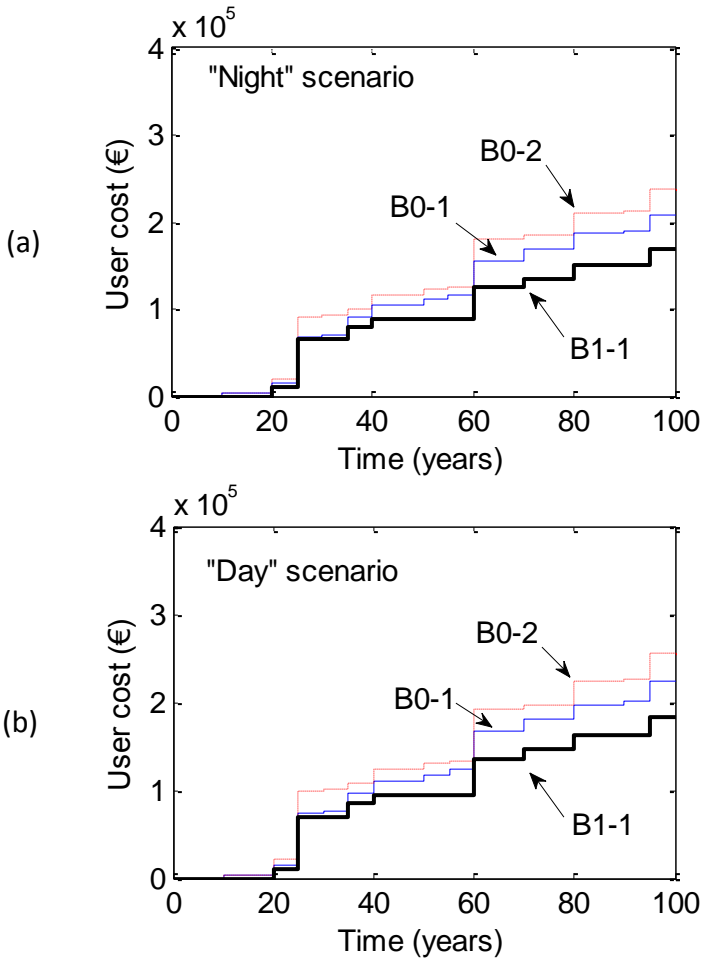 x 10^5
4
"Night" scenario
3
B0-2
B0-1
(a)
User cost (€)
2
1
B1-1
0
0 20 40 60 80 100
Time (years)
x 10^5
4
"Day" scenario
3
B0-2
B0-1
(b)
User cost (€)
2
1
B1-1
0
0 20 40 60 80 100
Time (years)